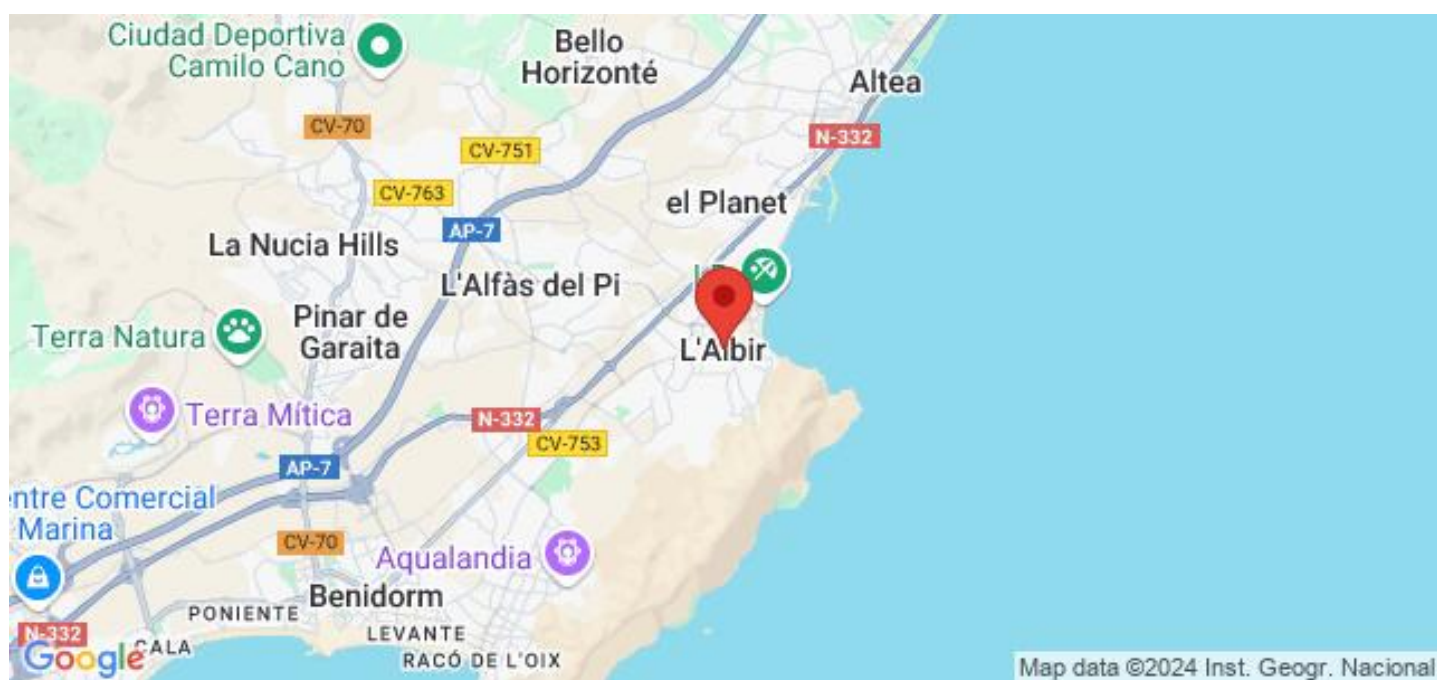 Ciudad Deportiva
Camilo Cano
Bello
Horizonté
Altea
CV-70
N-332
CV-751
CV-763
el Planet
AP-7
La Nucia Hills
L'Alfàs del Pi
Pinar de
Garaita
Terra Natura
L'Albir
Terra Mítica
N-332
CV-753
AP-7
entre Comercial
Marina
CV-70
Aqualandia
Benidorm
PONIENTE
LEVANTE
N-332
CALA
RACÓ DE L'OIX
Google
Map data ©2024 Inst. Geogr. Nacional